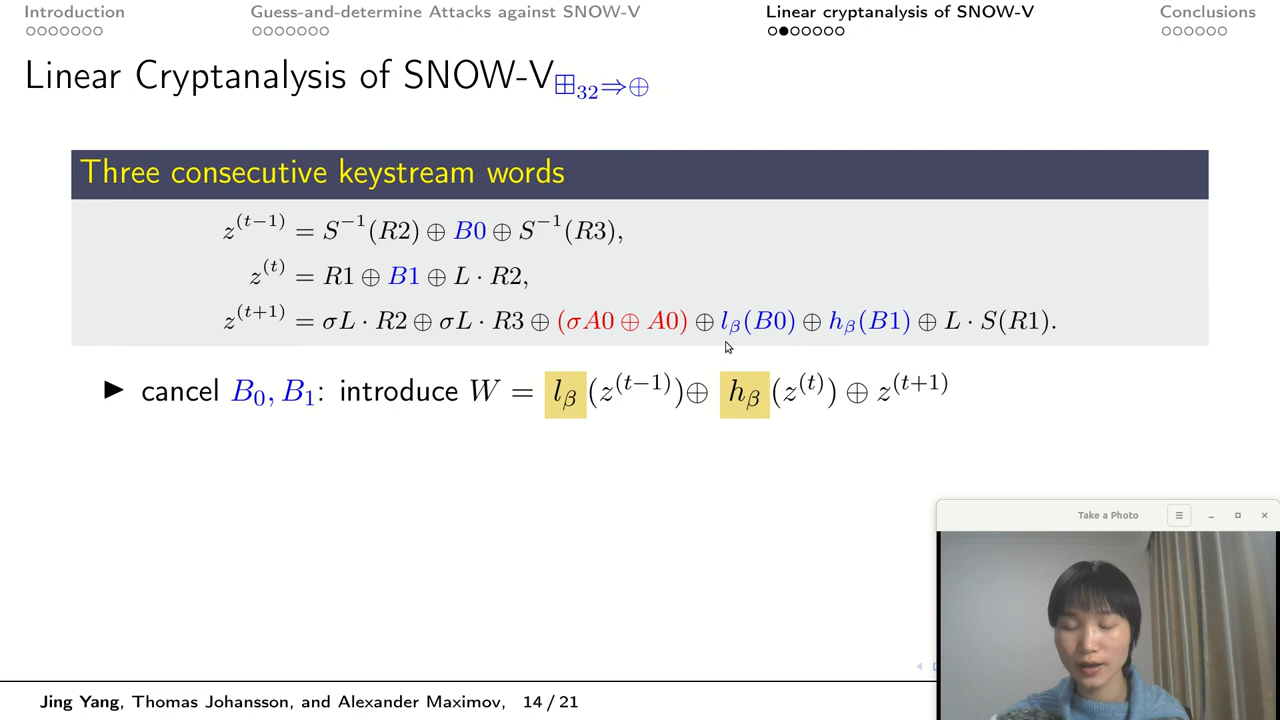 Introduction Guess-and-determine Attacks against SNOW-V Linear cryptanalysis of SNOW-V Conclusions
Linear Cryptanalysis of SNOW-V⊞₃₂⇒⊕
Three consecutive keystream words
z^(t−1) = S^−1(R2) ⊕ B0 ⊕ S^−1(R3),
z^(t) = R1 ⊕ B1 ⊕ L · R2,
z^(t+1) = σL · R2 ⊕ σL · R3 ⊕ (σA0 ⊕ A0) ⊕ l_β(B0) ⊕ h_β(B1) ⊕ L · S(R1).
▶ cancel B₀, B₁: introduce W = l_β(z^(t−1))⊕ h_β(z^(t)) ⊕ z^(t+1)
Take a Photo
Jing Yang, Thomas Johansson, and Alexander Maximov, 14 / 21